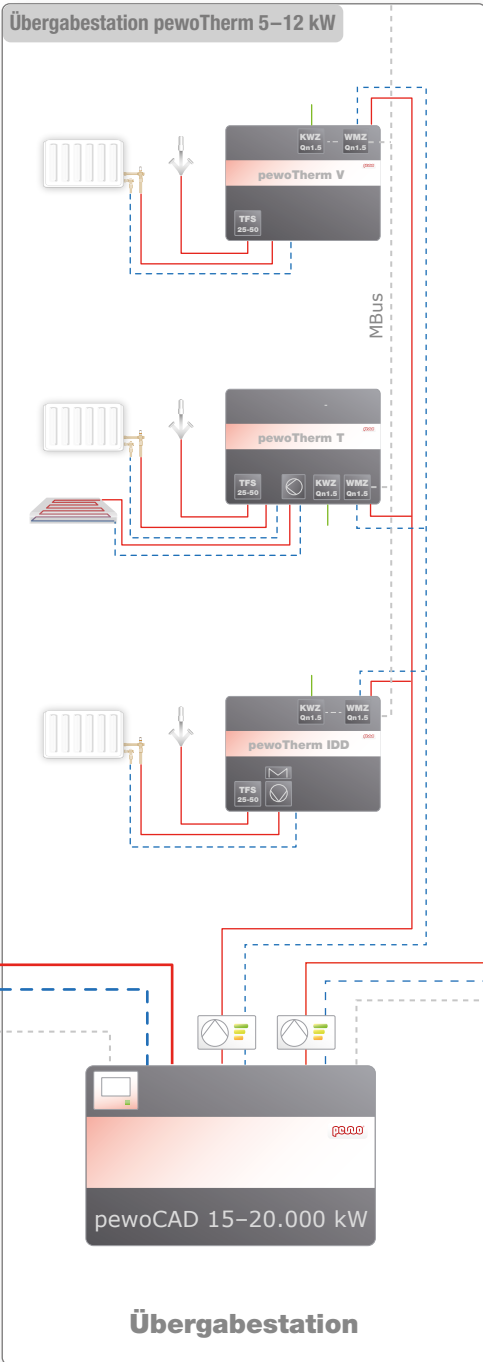 Übergabestation pewoTherm 5–12 kW
KWZ
Qn1.5
WMZ
Qn1.5
pewo
pewoTherm V
TFS
25-50
MBus
pewo
pewoTherm T
TFS
25-50
KWZ
Qn1.5
WMZ
Qn1.5
KWZ
Qn1.5
WMZ
Qn1.5
pewo
pewoTherm IDD
TFS
25-50
pewo
pewoCAD 15–20.000 kW
Übergabestation